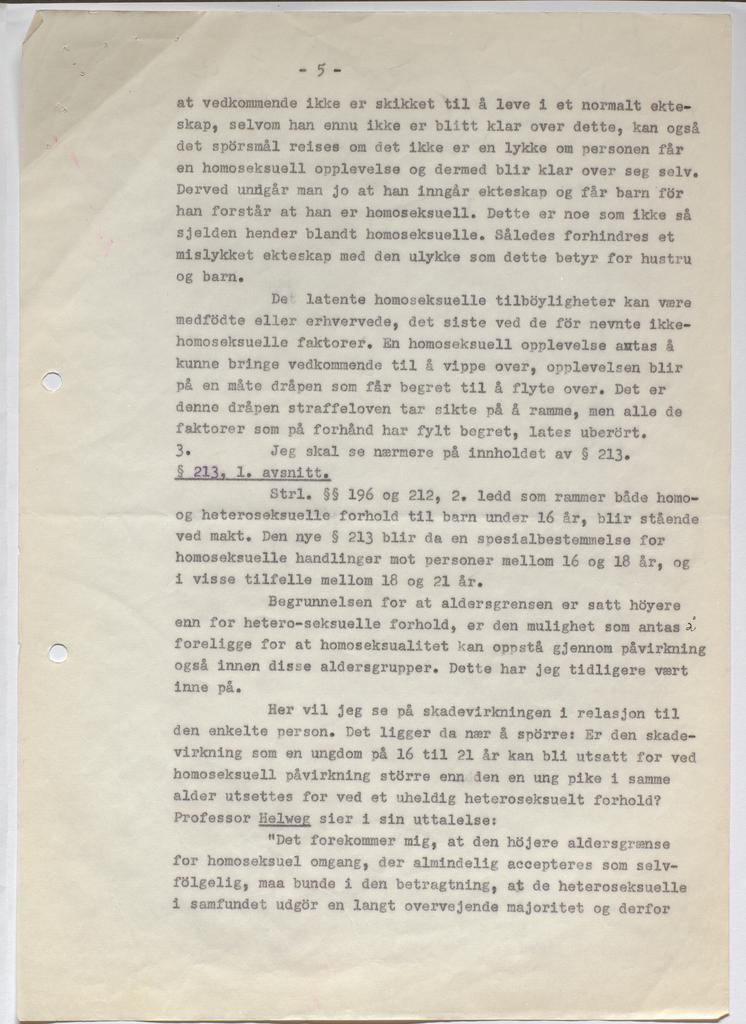 - 5 -
at vedkommende ikke er skikket til å leve i et normalt ekte-
skap, selvom han ennu ikke er blitt klar over dette, kan også
det spörsmål reises om det ikke er en lykke om personen får
en homoseksuell opplevelse og dermed blir klar over seg selv.
Derved unngår man jo at han inngår ekteskap og får barn för
han forstår at han er homoseksuell. Dette er noe som ikke så
sjelden hender blandt homoseksuelle. Således forhindres et
mislykket ekteskap med den ulykke som dette betyr for hustru
og barn.
De latente homoseksuelle tilböyligheter kan være
medfödte eller erhvervede, det siste ved de för nevnte ikke-
homoseksuelle faktorer. En homoseksuell opplevelse antas å
kunne bringe vedkommende til å vippe over, opplevelsen blir
på en måte dråpen som får begret til å flyte over. Det er
denne dråpen straffeloven tar sikte på å ramme, men alle de
faktorer som på forhånd har fylt begret, lates uberört.
3. Jeg skal se nærmere på innholdet av § 213.
§ 213, 1. avsnitt.
Strl. §§ 196 og 212, 2. ledd som rammer både homo-
og heteroseksuelle forhold til barn under 16 år, blir stående
ved makt. Den nye § 213 blir da en spesialbestemmelse for
homoseksuelle handlinger mot personer mellom 16 og 18 år, og
i visse tilfelle mellom 18 og 21 år.
Begrunnelsen for at aldersgrensen er satt höyere
enn for hetero-seksuelle forhold, er den mulighet som antas å
foreligge for at homoseksualitet kan oppstå gjennom påvirkning
også innen disse aldersgrupper. Dette har jeg tidligere vært
inne på.
Her vil jeg se på skadevirkningen i relasjon til
den enkelte person. Det ligger da nær å spörre: Er den skade-
virkning som en ungdom på 16 til 21 år kan bli utsatt for ved
homoseksuell påvirkning större enn den en ung pike i samme
alder utsettes for ved et uheldig heteroseksuelt forhold?
Professor Helweg sier i sin uttalelse:
"Det forekommer mig, at den höjere aldersgrænse
for homoseksuel omgang, der almindelig accepteres som selv-
fölgelig, maa bunde i den betragtning, at de heteroseksuelle
i samfundet udgör en langt overvejende majoritet og derfor